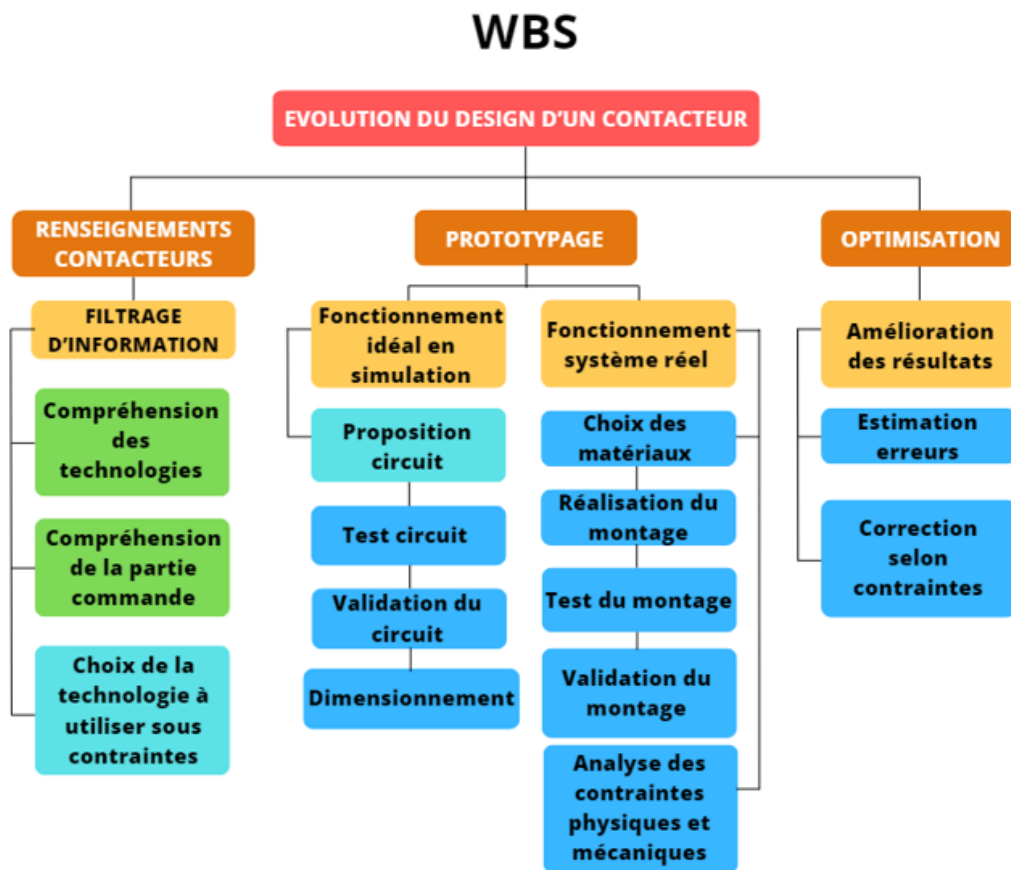 WBS
EVOLUTION DU DESIGN D'UN CONTACTEUR
RENSEIGNEMENTS
CONTACTEURS
FILTRAGE
D'INFORMATION
Compréhension
des
technologies
Compréhension
de la partie
commande
Choix de la
technologie à
utiliser sous
contraintes
PROTOTYPAGE
Fonctionnement
idéal en
simulation
Proposition
circuit
Test circuit
Validation du
circuit
Dimensionnement
Fonctionnement
système réel
Choix des
matériaux
Réalisation du
montage
Test du montage
Validation du
montage
Analyse des
contraintes
physiques et
mécaniques
OPTIMISATION
Amélioration
des résultats
Estimation
erreurs
Correction
selon
contraintes